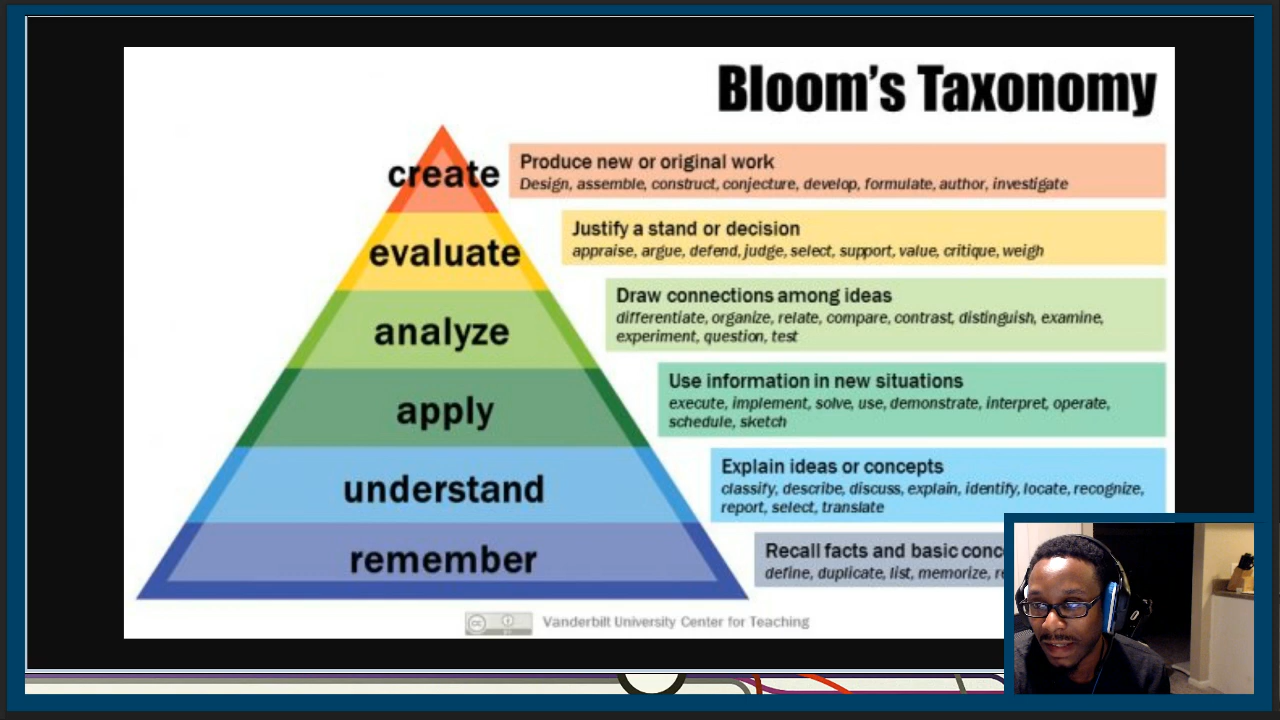 Bloom's Taxonomy
create
Produce new or original work
Design, assemble, construct, conjecture, develop, formulate, author, investigate
evaluate
Justify a stand or decision
appraise, argue, defend, judge, select, support, value, critique, weigh
analyze
Draw connections among ideas
differentiate, organize, relate, compare, contrast, distinguish, examine,
experiment, question, test
apply
Use information in new situations
execute, implement, solve, use, demonstrate, interpret, operate,
schedule, sketch
understand
Explain ideas or concepts
classify, describe, discuss, explain, identify, locate, recognize,
report, select, translate
remember
Recall facts and basic
define, duplicate, list, memorize,
cc
Vanderbilt University Center for Teaching